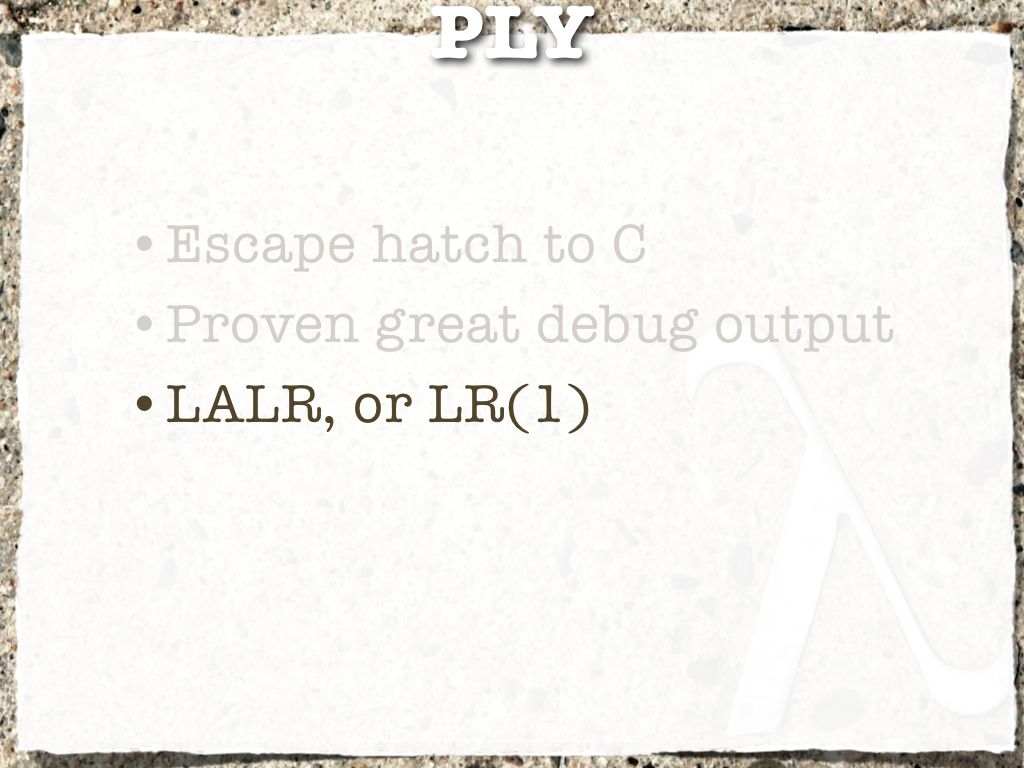 PLY
• Escape hatch to C
• Proven great debug output
• LALR, or LR(1)
λ